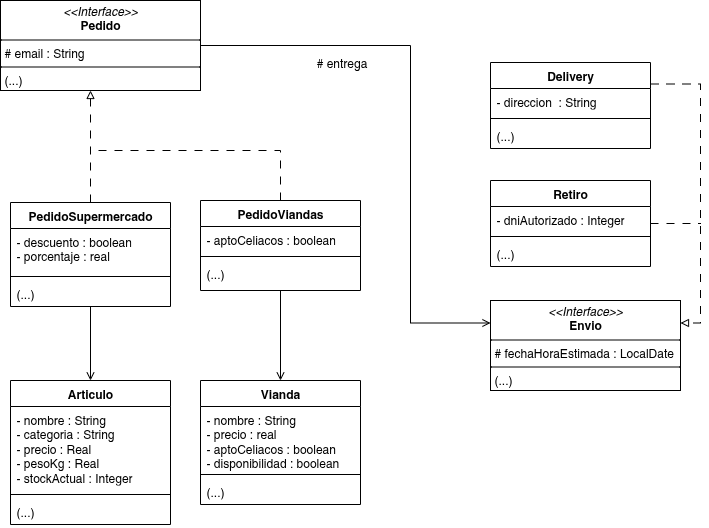 <<Interface>>
Pedido
# email : String
(...)
# entrega
Delivery
- direccion : String
(...)
Retiro
- dniAutorizado : Integer
(...)
<<Interface>>
Envio
# fechaHoraEstimada : LocalDate
(...)
PedidoSupermercado
- descuento : boolean
- porcentaje : real
(...)
PedidoViandas
- aptoCeliacos : boolean
(...)
Articulo
- nombre : String
- categoria : String
- precio : Real
- pesoKg : Real
- stockActual : Integer
(...)
Vianda
- nombre : String
- precio : real
- aptoCeliacos : boolean
- disponibilidad : boolean
(...)